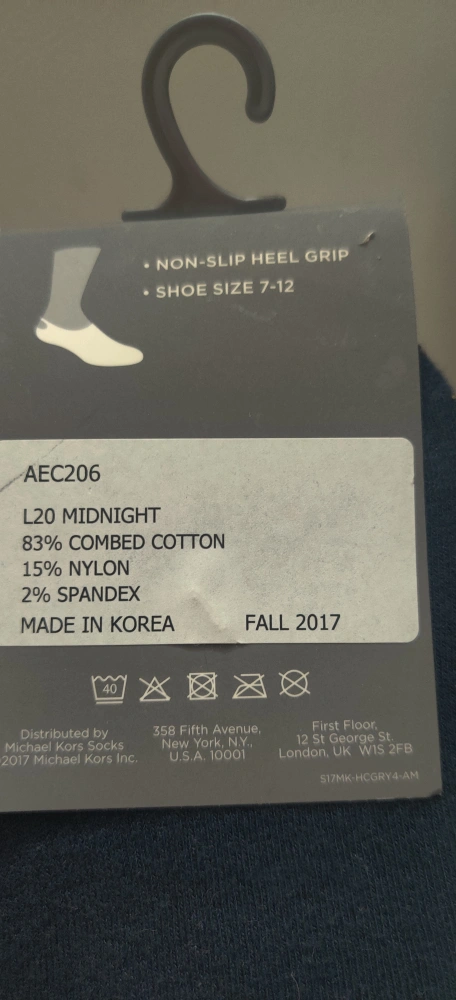 • NON-SLIP HEEL GRIP
• SHOE SIZE 7-12
AEC206
L20 MIDNIGHT
83% COMBED COTTON
15% NYLON
2% SPANDEX
MADE IN KOREA FALL 2017
40
Distributed by
Michael Kors Socks
2017 Michael Kors Inc.
358 Fifth Avenue,
New York, N.Y.,
U.S.A. 10001
First Floor,
12 St George St.
London, UK W1S 2FB
S17MK-HCGRY4-AM